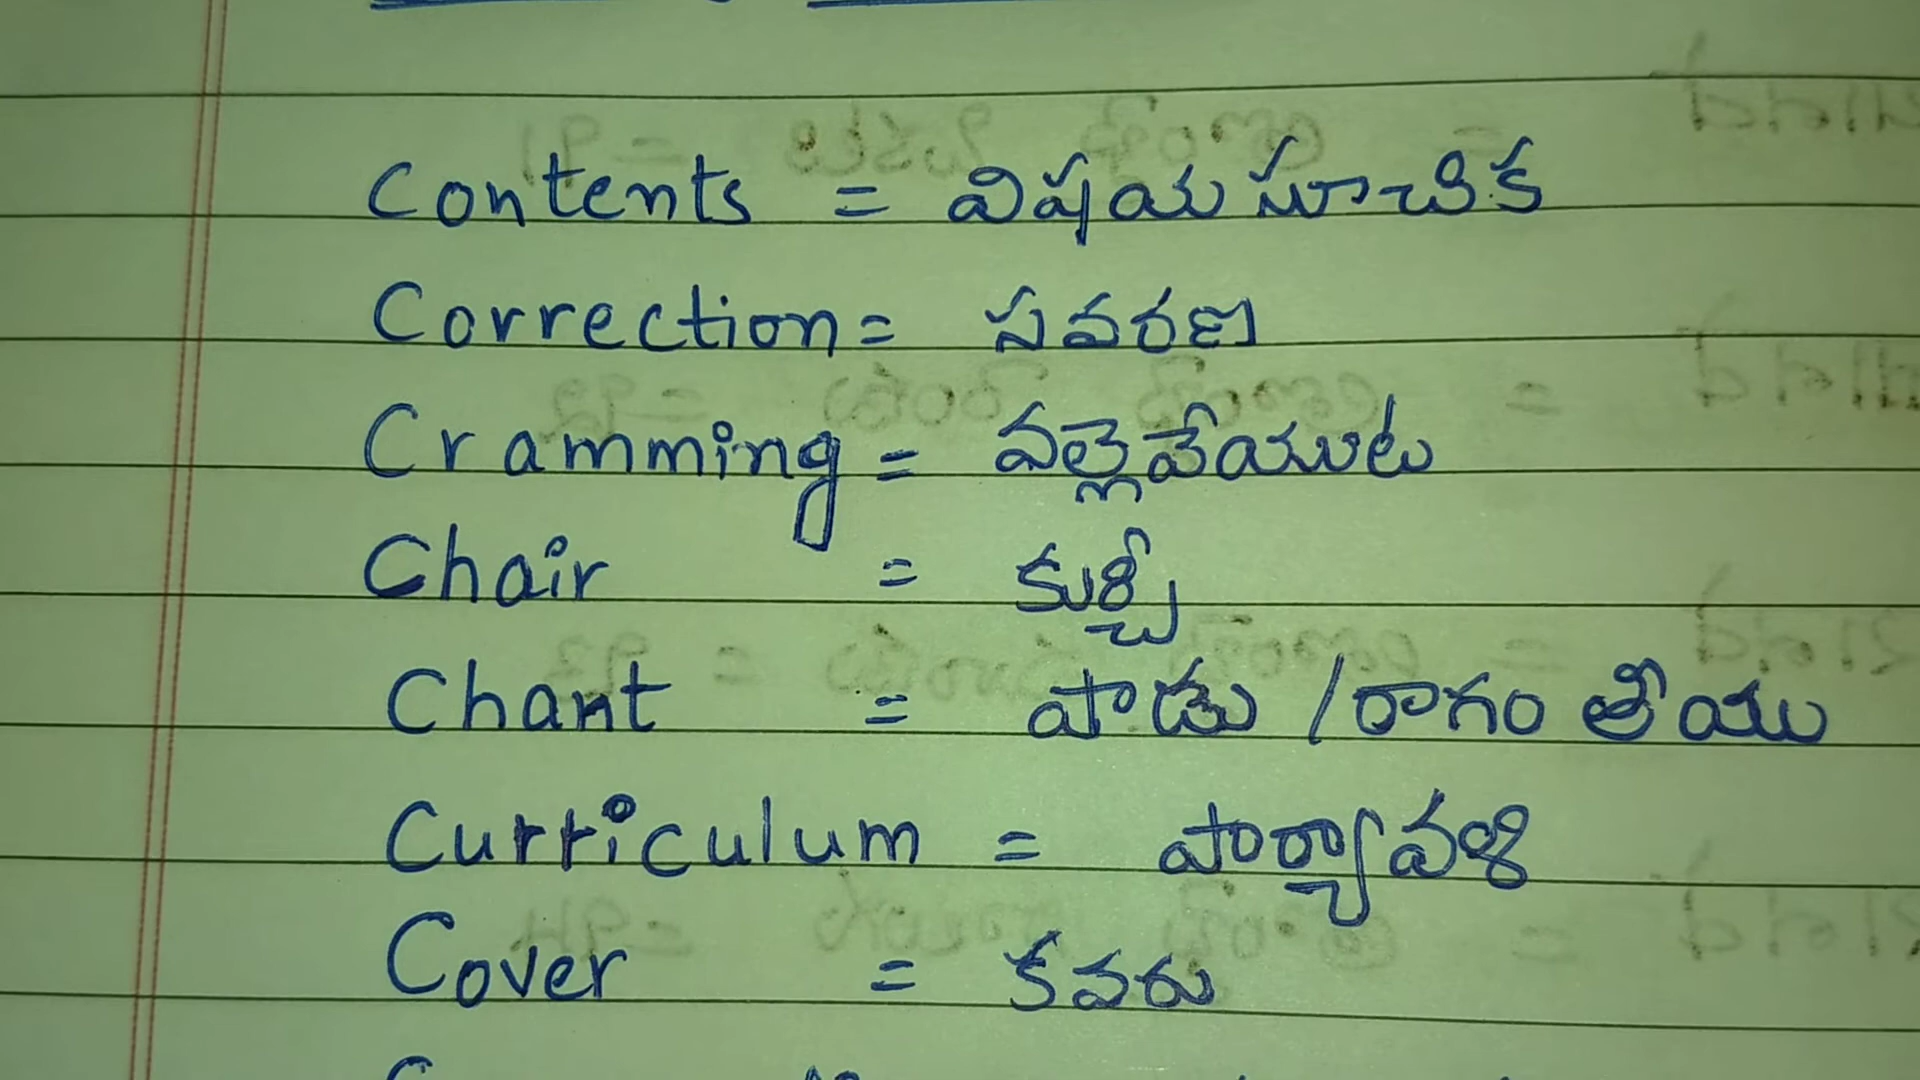 Contents = విషయ సూచిక
Correction = సవరణ
Cramming = వల్లెవేయుట
Chair = కుర్చీ
Chant = పాడు / రాగం తీయు
Curriculum = పాఠ్యావళి
Cover = కవరు